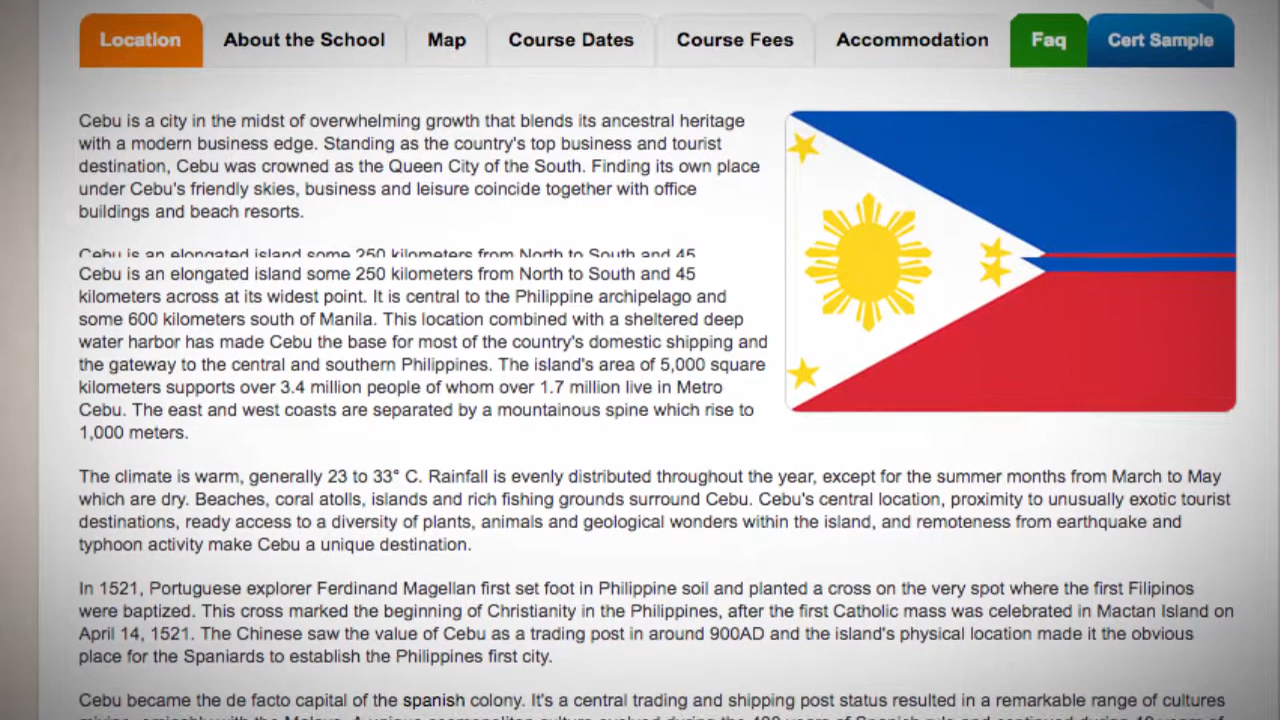 Location About the School Map Course Dates Course Fees Accommodation Faq Cert Sample
Cebu is a city in the midst of overwhelming growth that blends its ancestral heritage
with a modern business edge. Standing as the country's top business and tourist
destination, Cebu was crowned as the Queen City of the South. Finding its own place
under Cebu's friendly skies, business and leisure coincide together with office
buildings and beach resorts.
Cebu is an elongated island some 250 kilometers from North to South and 45
Cebu is an elongated island some 250 kilometers from North to South and 45
kilometers across at its widest point. It is central to the Philippine archipelago and
some 600 kilometers south of Manila. This location combined with a sheltered deep
water harbor has made Cebu the base for most of the country's domestic shipping and
the gateway to the central and southern Philippines. The island's area of 5,000 square
kilometers supports over 3.4 million people of whom over 1.7 million live in Metro
Cebu. The east and west coasts are separated by a mountainous spine which rise to
1,000 meters.
The climate is warm, generally 23 to 33° C. Rainfall is evenly distributed throughout the year, except for the summer months from March to May
which are dry. Beaches, coral atolls, islands and rich fishing grounds surround Cebu. Cebu's central location, proximity to unusually exotic tourist
destinations, ready access to a diversity of plants, animals and geological wonders within the island, and remoteness from earthquake and
typhoon activity make Cebu a unique destination.
In 1521, Portuguese explorer Ferdinand Magellan first set foot in Philippine soil and planted a cross on the very spot where the first Filipinos
were baptized. This cross marked the beginning of Christianity in the Philippines, after the first Catholic mass was celebrated in Mactan Island on
April 14, 1521. The Chinese saw the value of Cebu as a trading post in around 900AD and the island's physical location made it the obvious
place for the Spaniards to establish the Philippines first city.
Cebu became the de facto capital of the spanish colony. It's a central trading and shipping post status resulted in a remarkable range of cultures